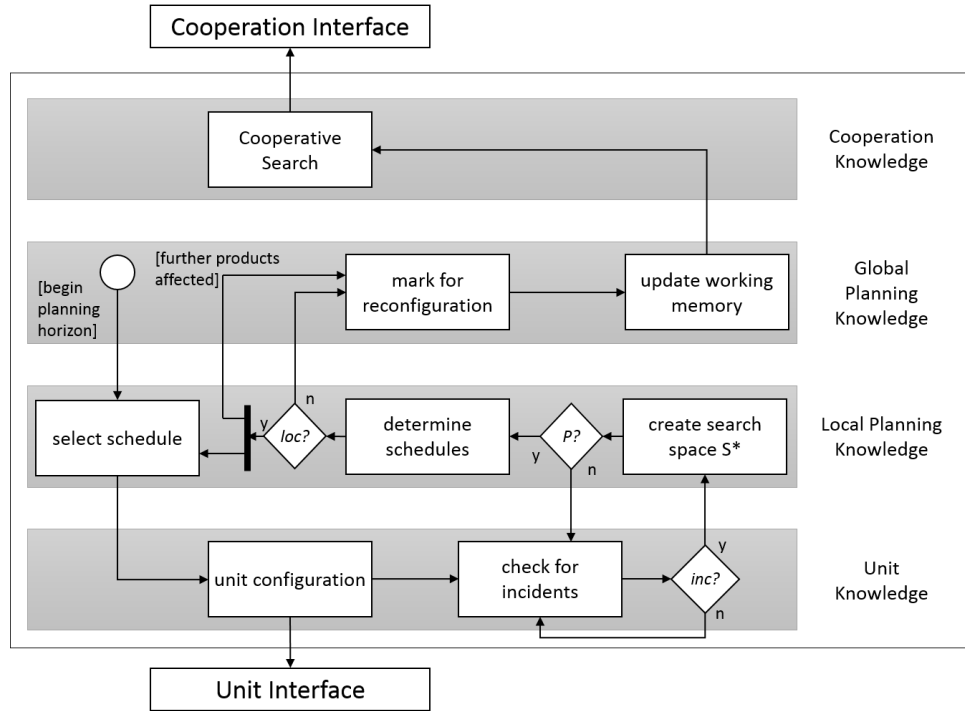 Cooperation Interface
Cooperative
Search
Cooperation
Knowledge
[further products
affected]
[begin
planning
horizon]
mark for
reconfiguration
update working
memory
Global
Planning
Knowledge
select schedule
y
loc?
n
determine
schedules
P?
y
n
create search
space S*
Local Planning
Knowledge
unit configuration
check for
incidents
inc?
y
n
Unit
Knowledge
Unit Interface